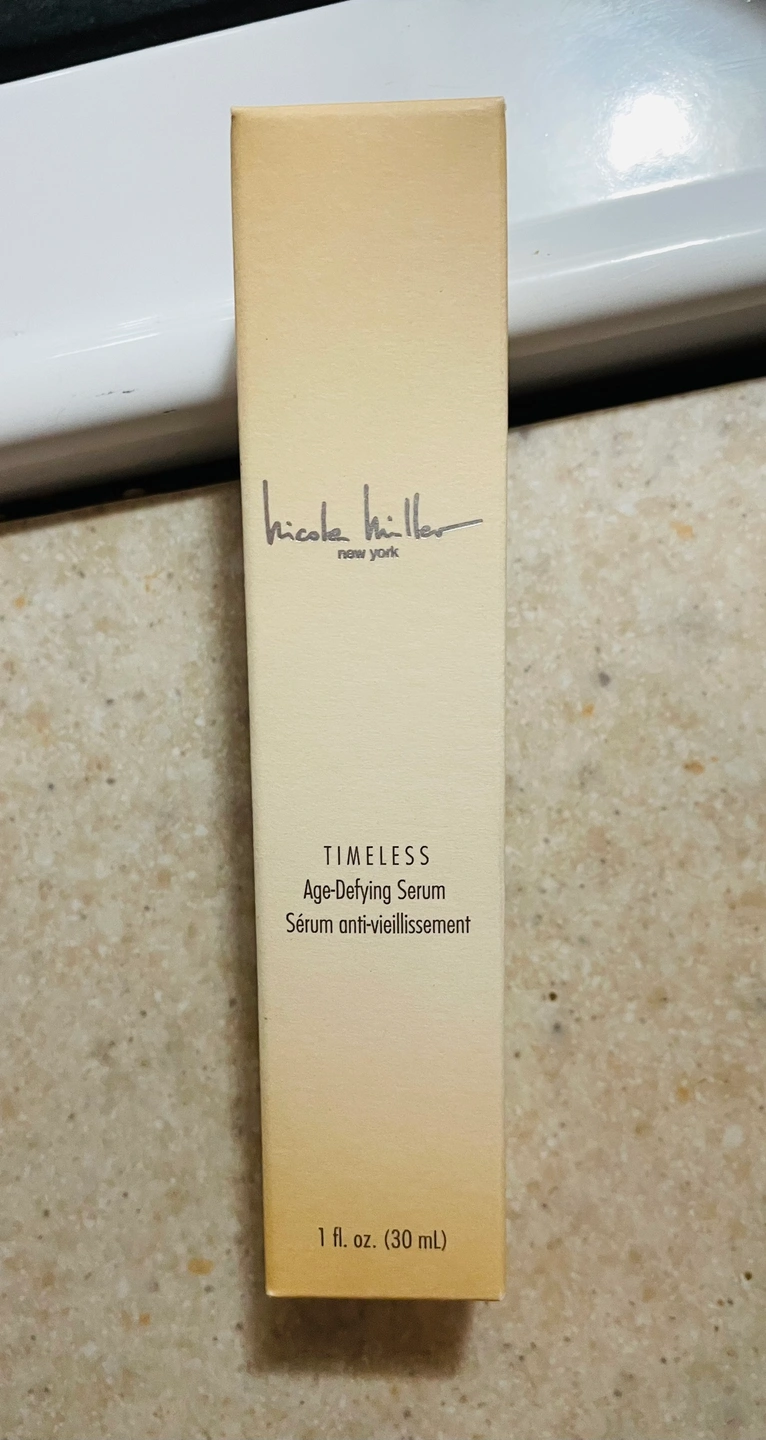 nicole miller
new york
TIMELESS
Age-Defying Serum
Sérum anti-vieillissement
1 fl. oz. (30 mL)